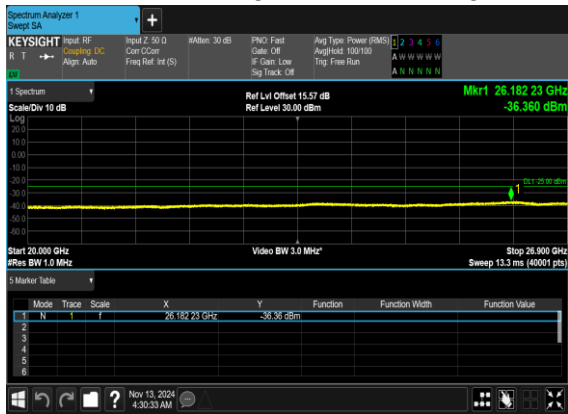 Spectrum Analyzer 1
Swept SA
KEYSIGHT Input: RF Input Z: 50 Ω #Atten: 30 dB PNO: Fast Avg Type: Power (RMS) 1 2 3 4 5 6
R T Coupling: DC Corr CCorr Gate: Off Avg|Hold: 100/100 A W W W W W
Align: Auto Freq Ref: Int (S) IF Gain: Low Trig: Free Run
LXI Sig Track: Off A N N N N N
1 Spectrum Ref Lvl Offset 15.57 dB Mkr1 26.182 23 GHz
Scale/Div 10 dB Ref Level 30.00 dBm -36.360 dBm
Log
20.0
10.0
0.00
-10.0
-20.0
DL1 -25.00 dBm
1
-30.0
-40.0
-50.0
-60.0
Start 20.000 GHz Video BW 3.0 MHz* Stop 26.900 GHz
#Res BW 1.0 MHz Sweep 13.3 ms (40001 pts)
5 Marker Table
Mode Trace Scale X Y Function Function Width Function Value
1 N 1 f 26.182 23 GHz -36.36 dBm
2
3
4
5
6
? Nov 13, 2024
4:30:33 AM